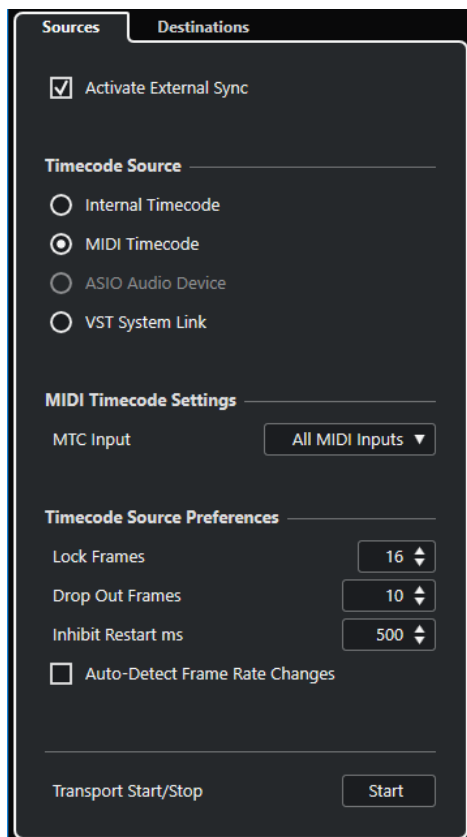 Sources Destinations
Activate External Sync
Timecode Source
Internal Timecode
MIDI Timecode
ASIO Audio Device
VST System Link
MIDI Timecode Settings
MTC Input All MIDI Inputs
Timecode Source Preferences
Lock Frames 16
Drop Out Frames 10
Inhibit Restart ms 500
Auto-Detect Frame Rate Changes
Transport Start/Stop Start